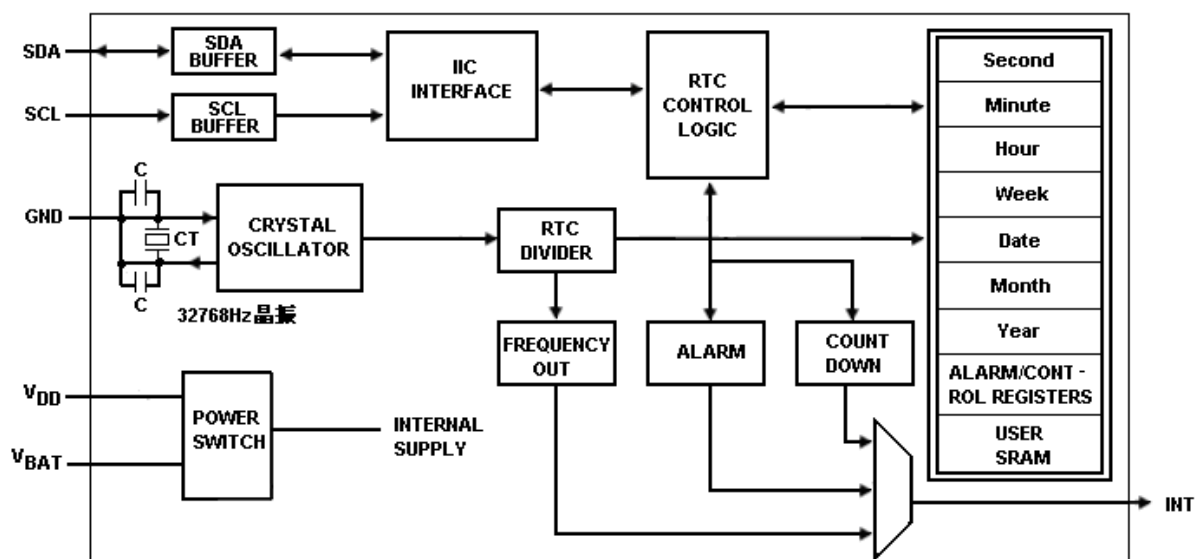 SDA
SDA
BUFFER
IIC
INTERFACE
RTC
CONTROL
LOGIC
SCL
SCL
BUFFER
Second
Minute
Hour
Week
Date
Month
Year
ALARM/CONT -
ROL REGISTERS
USER
SRAM
C
GND
CT
C
CRYSTAL
OSCILLATOR
32768Hz晶振
RTC
DIVIDER
FREQUENCY
OUT
ALARM
COUNT
DOWN
VDD
VBAT
POWER
SWITCH
INTERNAL
SUPPLY
INT